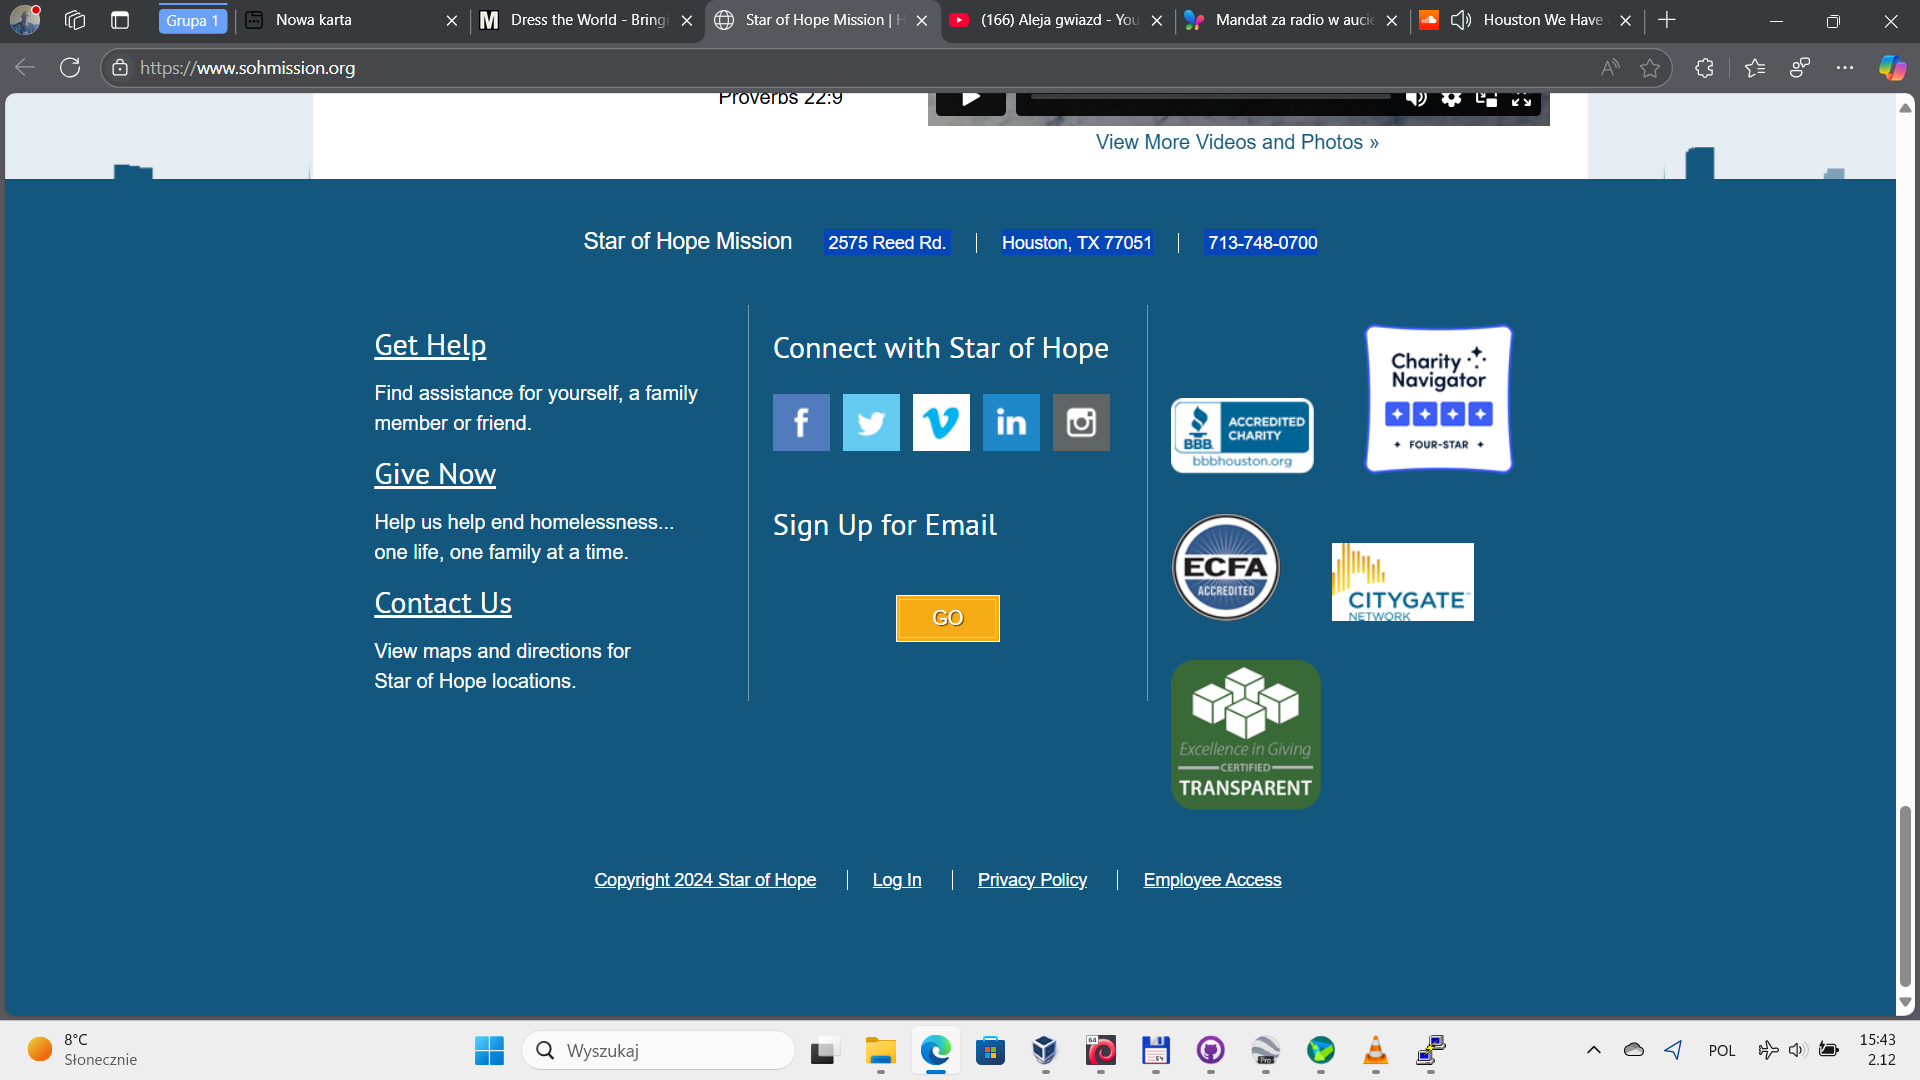 Grupa 1
Nowa karta
Dress the World - Bringi
Star of Hope Mission | H
(166) Aleja gwiazd - You
Mandat za radio w aucie
Houston We Have
https://www.sohmission.org
Proverbs 22:9
View More Videos and Photos »
Star of Hope Mission 2575 Reed Rd. | Houston, TX 77051 | 713-748-0700
Get Help
Find assistance for yourself, a family
member or friend.
Give Now
Help us help end homelessness...
one life, one family at a time.
Contact Us
View maps and directions for
Star of Hope locations.
Connect with Star of Hope
Sign Up for Email
GO
BBB
ACCREDITED
CHARITY
bbbhouston.org
Charity
Navigator
FOUR-STAR
ECFA
ACCREDITED
CITYGATE
NETWORK
Excellence in Giving
CERTIFIED
TRANSPARENT
Copyright 2024 Star of Hope | Log In | Privacy Policy | Employee Access
8°C
Słonecznie
Wyszukaj
POL
15:43
2.12